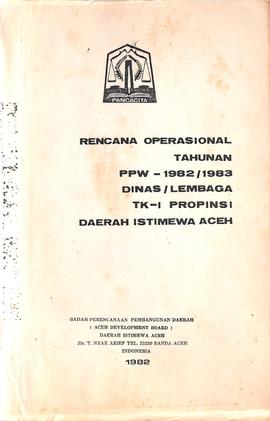 PANCACITA
RENCANA OPERASIONAL
TAHUNAN
PPW - 1982/1983
DINAS/LEMBAGA
TK-I PROPINSI
DAERAH ISTIMEWA ACEH
BADAN PERENCANAAN PEMBANGUNAN DAERAH
( ACEH DEVELOPMENT BOARD )
DAERAH ISTIMEWA ACEH
Jln. T. NYAK ARIEF TEL. 22230 BANDA ACEH
INDONESIA
1982